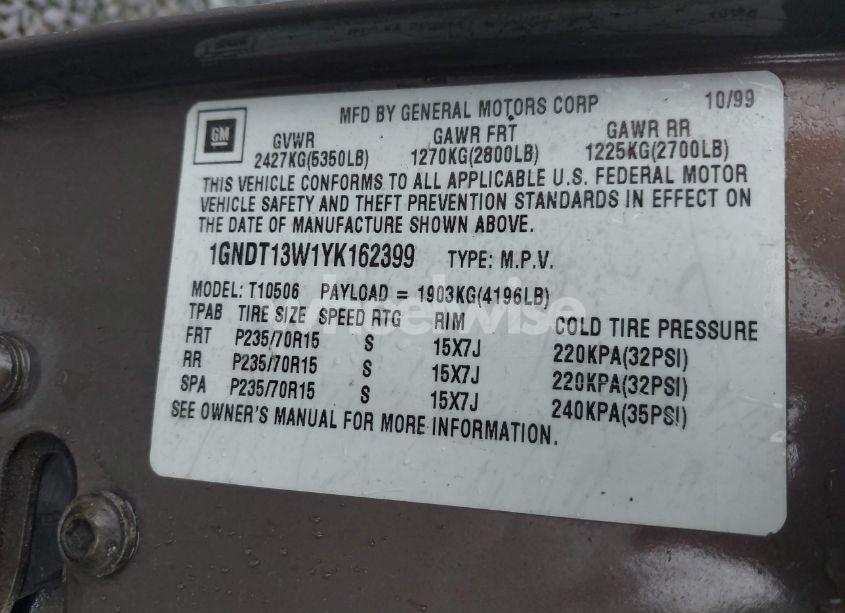 MFD BY GENERAL MOTORS CORP 10/99
GM
GVWR GAWR FRT GAWR RR
2427KG(5350LB) 1270KG(2800LB) 1225KG(2700LB)
THIS VEHICLE CONFORMS TO ALL APPLICABLE U.S. FEDERAL MOTOR
VEHICLE SAFETY AND THEFT PREVENTION STANDARDS IN EFFECT ON
THE DATE OF MANUFACTURE SHOWN ABOVE.
1GNDT13W1YK162399 TYPE: M.P.V.
MODEL: T10506 PAYLOAD = 1903KG(4196LB)
TPAB TIRE SIZE SPEED RTG RIM COLD TIRE PRESSURE
FRT P235/70R15 S 15X7J 220KPA(32PSI)
RR P235/70R15 S 15X7J 220KPA(32PSI)
SPA P235/70R15 S 15X7J 240KPA(35PSI)
SEE OWNER'S MANUAL FOR MORE INFORMATION.
wheelwise